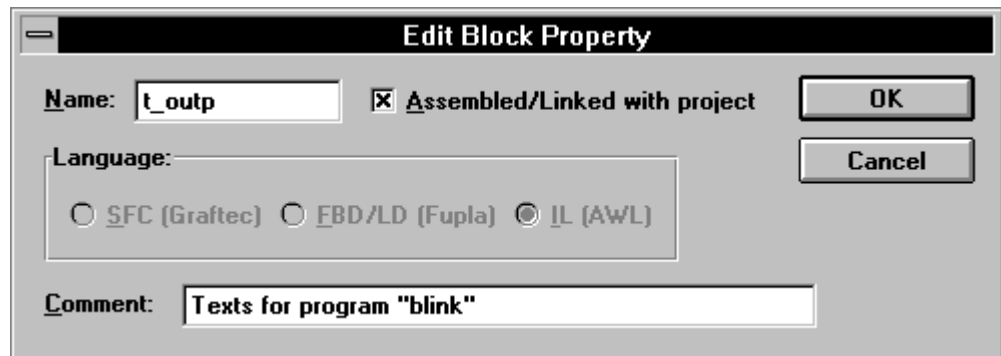 Edit Block Property
Name: t_outp Assembled/Linked with project OK
Language: Cancel
SFC (Graftec) FBD/LD (Fupla) IL (AWL)
Comment: Texts for program "blink"